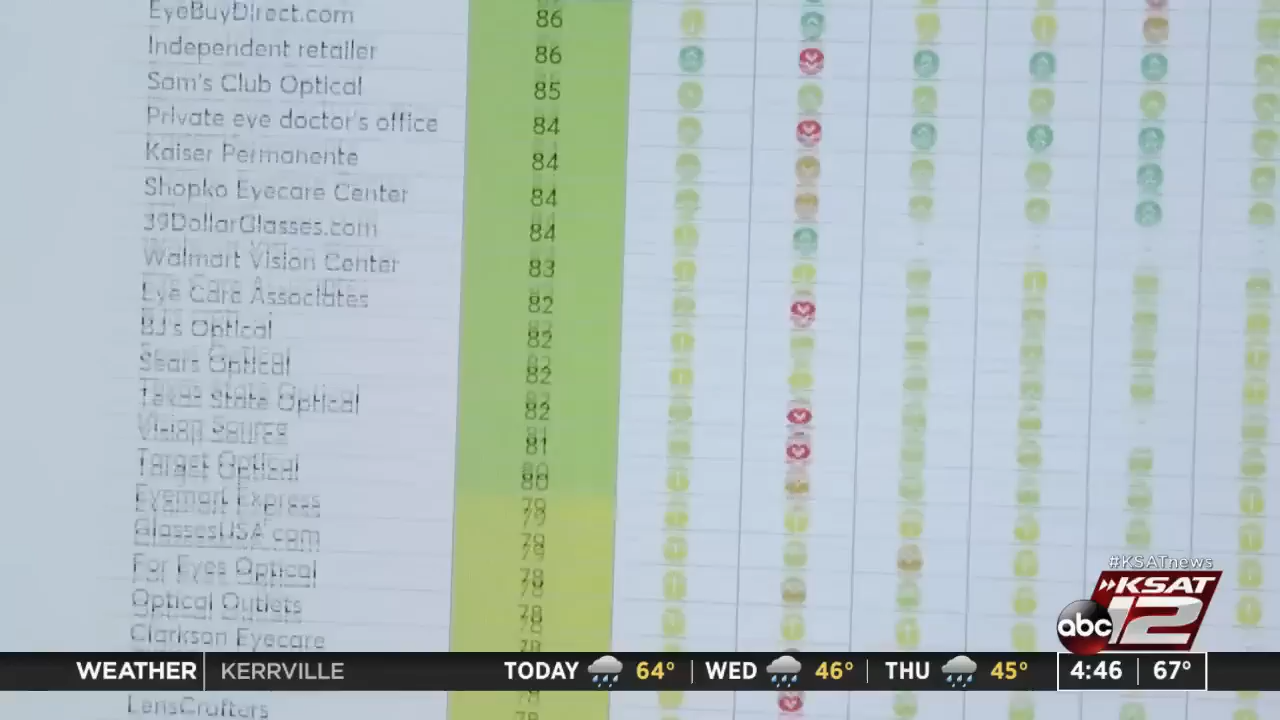 EyeBuyDirect.com 86
Independent retailer 86
Sam's Club Optical 85
Private eye doctor's office 84
Kaiser Permanente 84
Shopko Eyecare Center 84
39DollarGlasses.com 84
Walmart Vision Center 83
Eye Care Associates 82
BJ's Optical 82
Sears Optical 82
Texas State Optical 82
Vision Source 81
Target Optical 80
Eyemart Express 79
GlassesUSA.com 79
For Eyes Optical 78
Optical Outlets 78
Clarkson Eyecare 78
LensCrafters 78
#KSATnews
KSAT
abc 12
WEATHER KERRVILLE TODAY 64° WED 46° THU 45° 4:46 67°